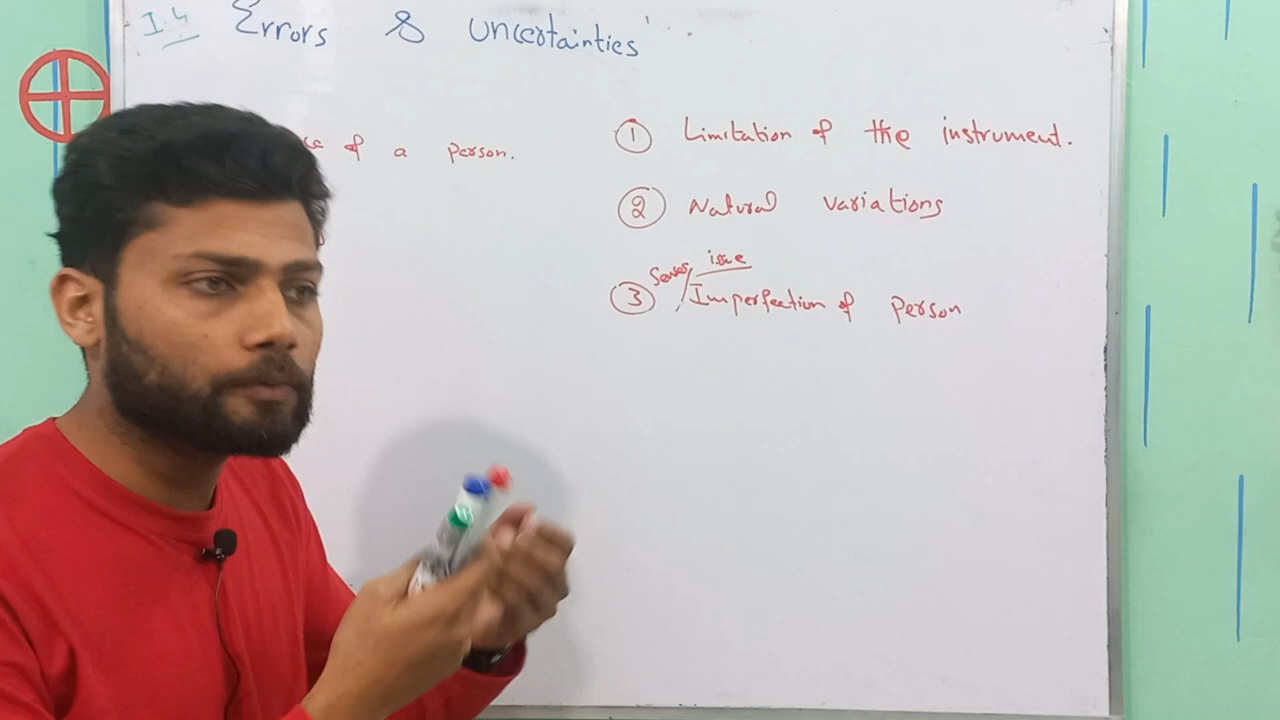 1.4 Errors & Uncertainties
of a person.
① Limitation of the instrument.
② Natural variations
issue
③ / Imperfection of person